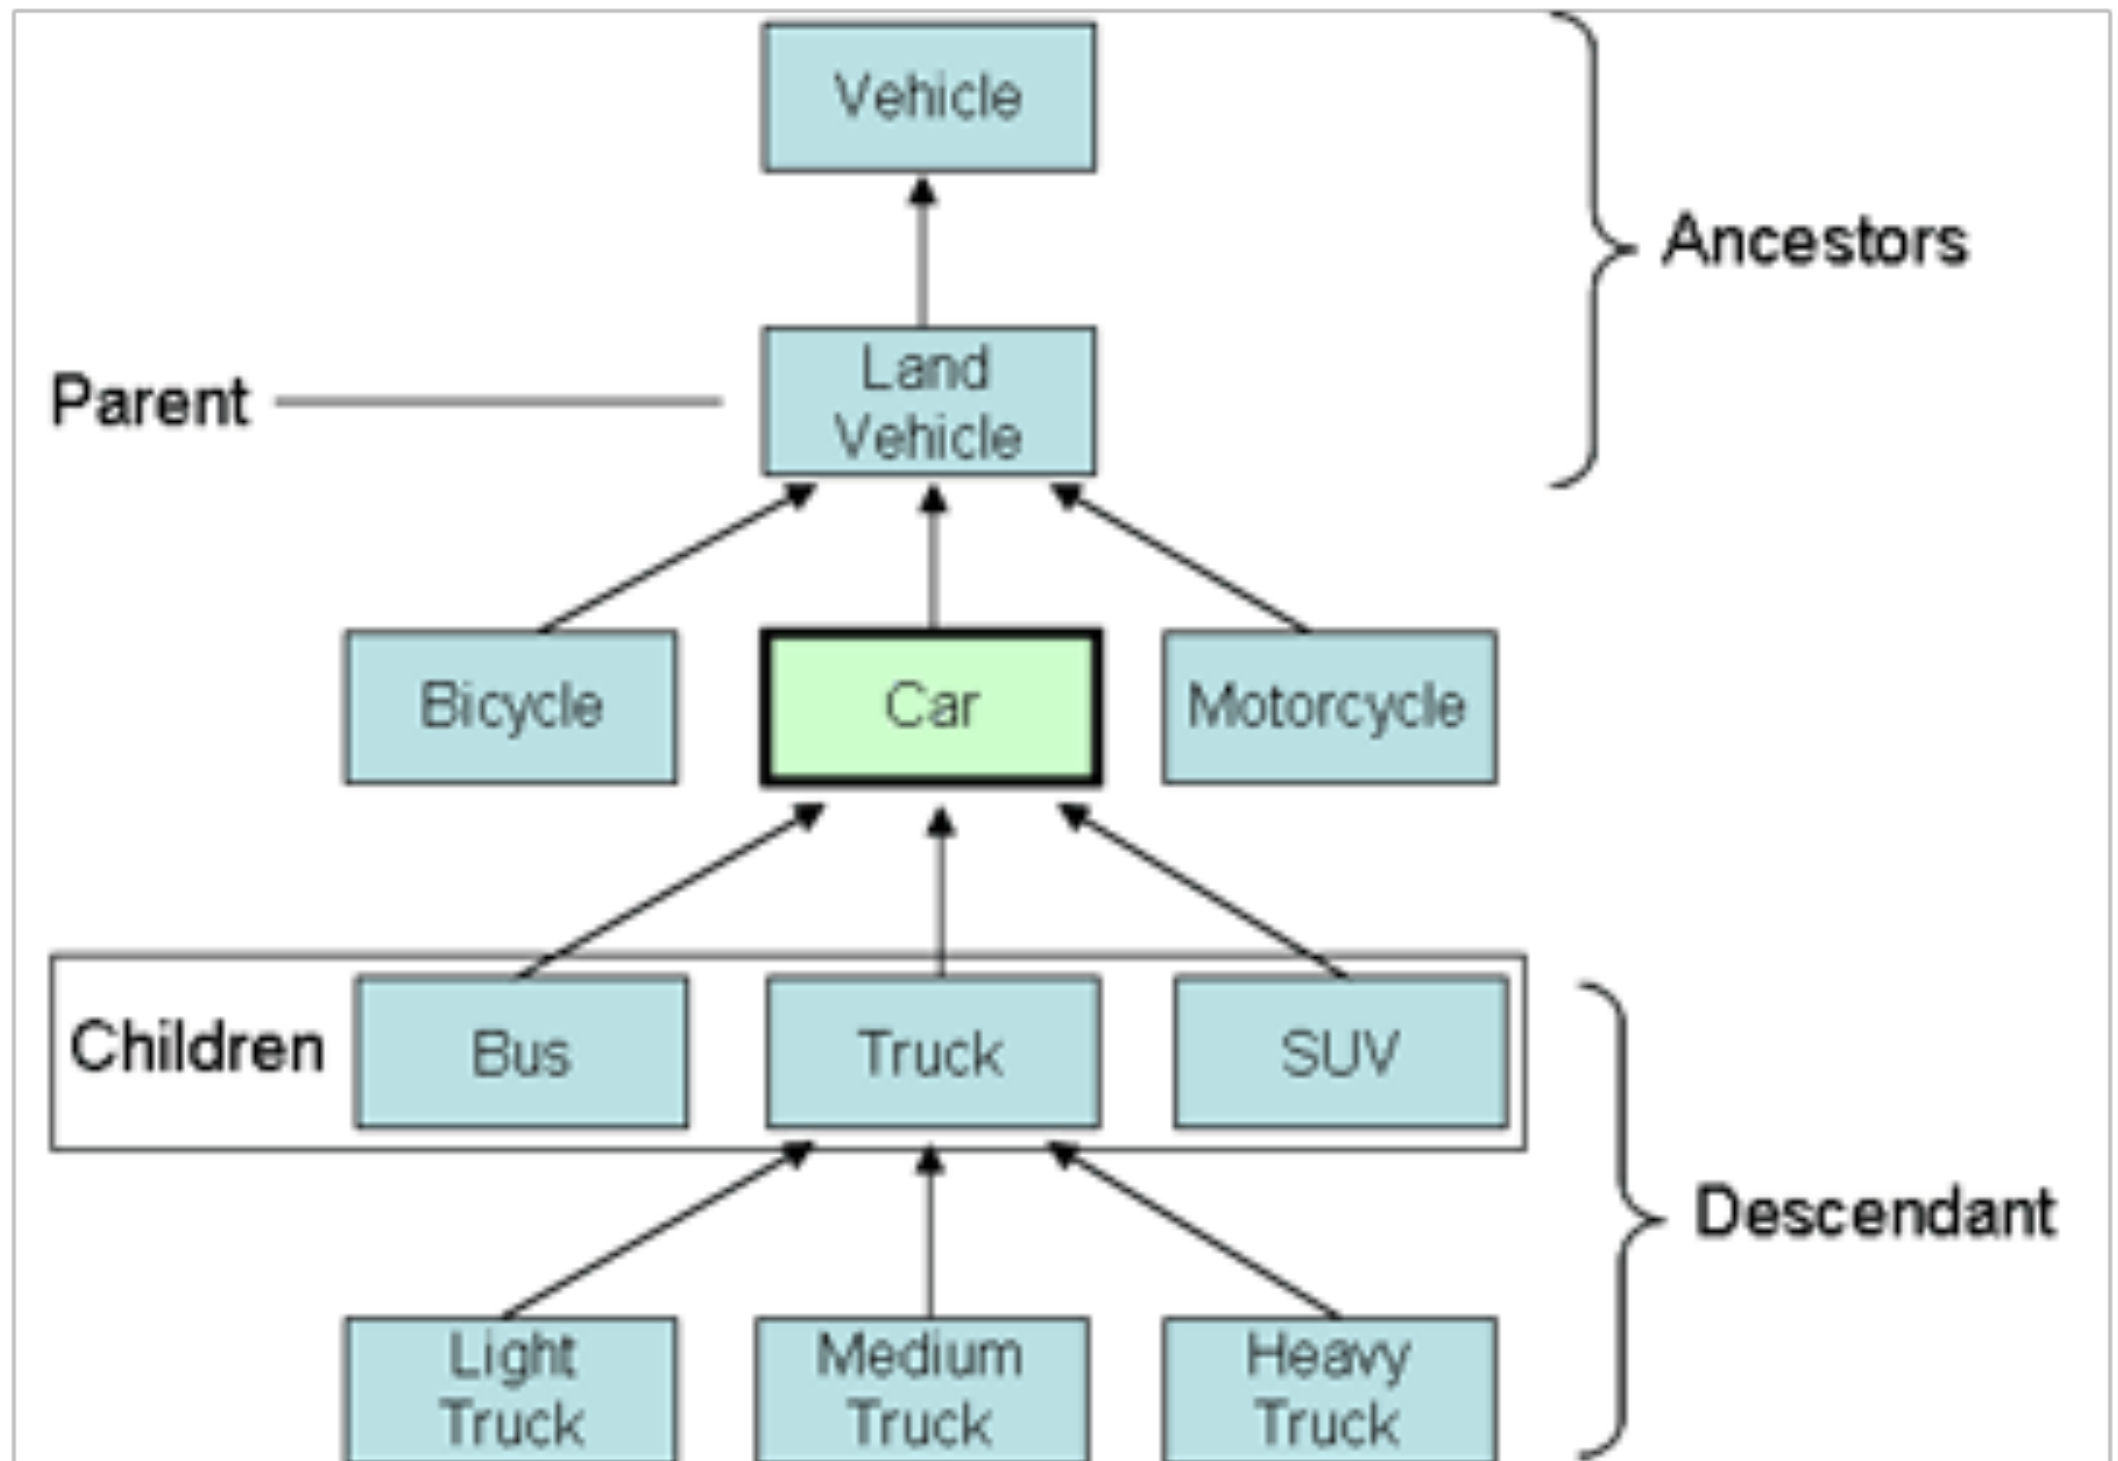 Vehicle
Ancestors
Parent
Land
Vehicle
Bicycle
Car
Motorcycle
Children
Bus
Truck
SUV
Descendant
Light
Truck
Medium
Truck
Heavy
Truck